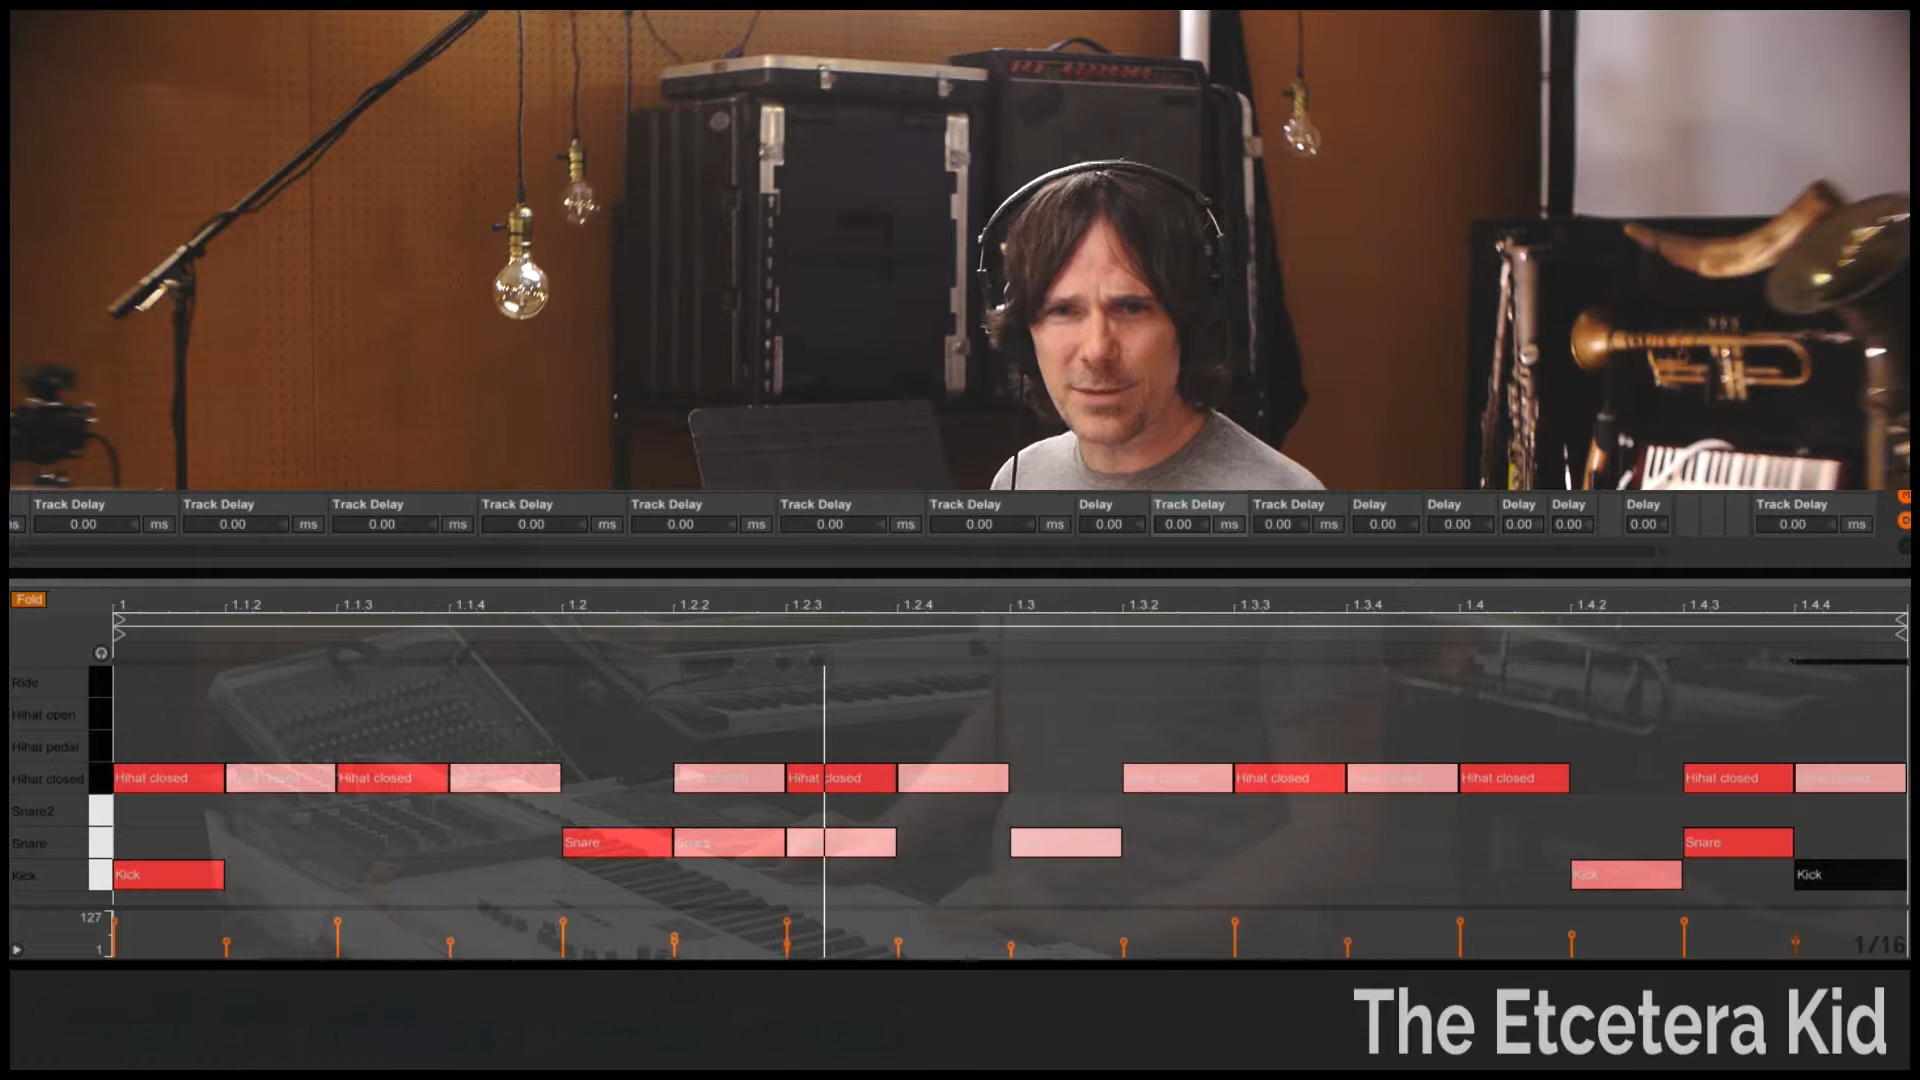 Track Delay Track Delay Track Delay Track Delay Track Delay Track Delay Track Delay Delay Track Delay Track Delay Delay Delay Delay Delay Delay Track Delay
ms 0.00 ms 0.00 ms 0.00 ms 0.00 ms 0.00 ms 0.00 ms 0.00 ms 0.00 0.00 ms 0.00 ms 0.00 0.00 0.00 0.00 0.00 0.00 ms
Fold
1 1.1.2 1.1.3 1.1.4 1.2 1.2.2 1.2.3 1.2.4 1.3 1.3.2 1.3.3 1.3.4 1.4 1.4.2 1.4.3 1.4.4
Ride
Hihat open
Hihat pedal
Hihat closed Hihat closed Hihat closed Hihat closed Hihat closed Hihat closed Hihat closed
Snare2
Snare Snare Snare Snare
Kick Kick Kick Kick
127
1
1/16
The Etcetera Kid